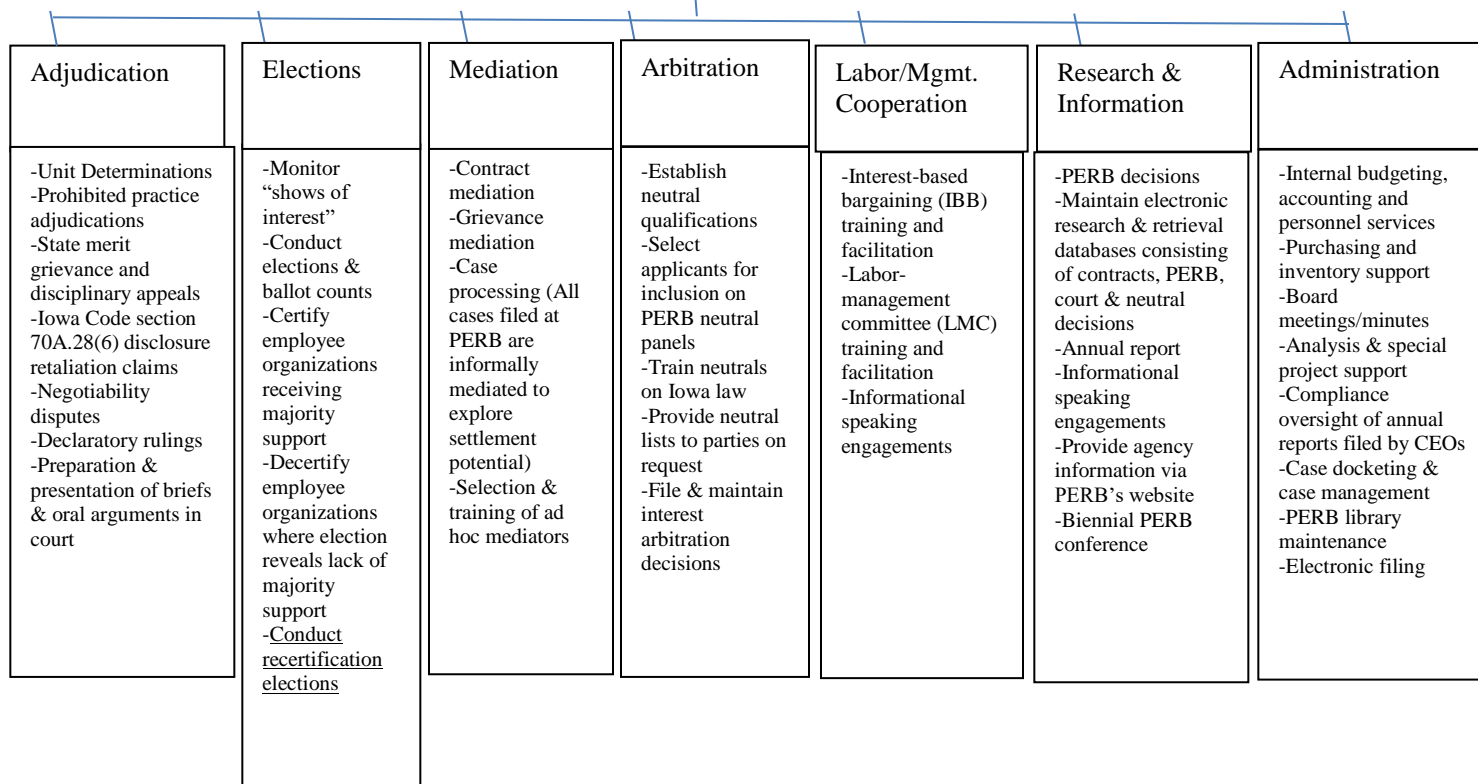 Adjudication
-Unit Determinations
-Prohibited practice
adjudications
-State merit
grievance and
disciplinary appeals
-Iowa Code section
70A.28(6) disclosure
retaliation claims
-Negotiability
disputes
-Declaratory rulings
-Preparation &
presentation of briefs
& oral arguments in
court
Elections
-Monitor
“shows of
interest”
-Conduct
elections &
ballot counts
-Certify
employee
organizations
receiving
majority
support
-Decertify
employee
organizations
where election
reveals lack of
majority
support
-Conduct
recertification
elections
Mediation
-Contract
mediation
-Grievance
mediation
-Case
processing (All
cases filed at
PERB are
informally
mediated to
explore
settlement
potential)
-Selection &
training of ad
hoc mediators
Arbitration
-Establish
neutral
qualifications
-Select
applicants for
inclusion on
PERB neutral
panels
-Train neutrals
on Iowa law
-Provide neutral
lists to parties on
request
-File & maintain
interest
arbitration
decisions
Labor/Mgmt.
Cooperation
-Interest-based
bargaining (IBB)
training and
facilitation
-Labor-
management
committee (LMC)
training and
facilitation
-Informational
speaking
engagements
Research &
Information
-PERB decisions
-Maintain electronic
research & retrieval
databases consisting
of contracts, PERB,
court & neutral
decisions
-Annual report
-Informational
speaking
engagements
-Provide agency
information via
PERB’s website
-Biennial PERB
conference
Administration
-Internal budgeting,
accounting and
personnel services
-Purchasing and
inventory support
-Board
meetings/minutes
-Analysis & special
project support
-Compliance
oversight of annual
reports filed by CEOs
-Case docketing &
case management
-PERB library
maintenance
-Electronic filing